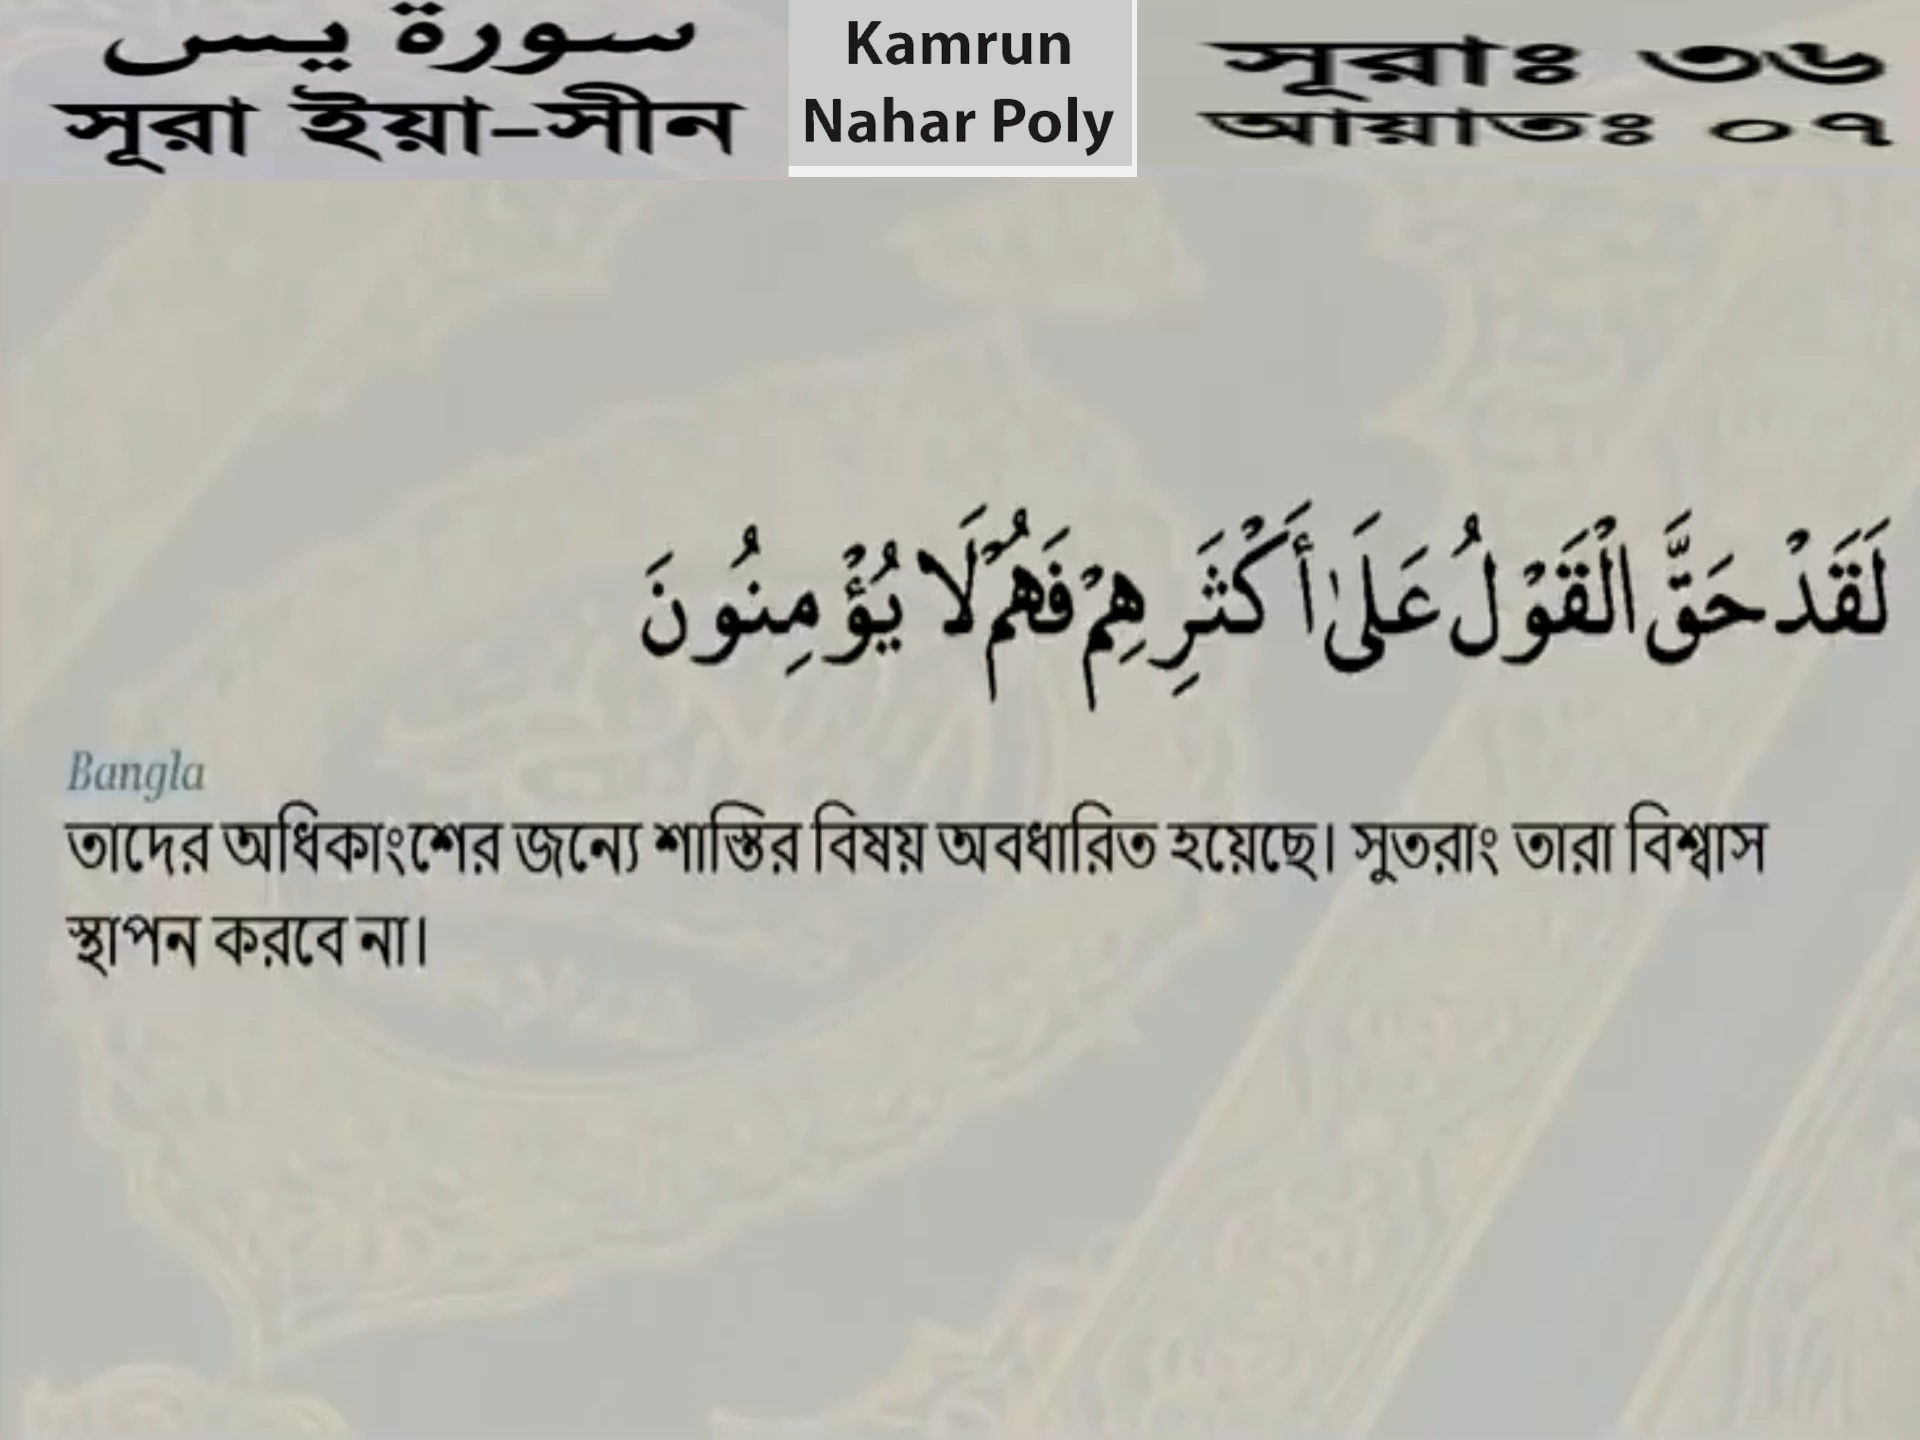 سورة يس
সূরা ইয়া–সীন
Kamrun
Nahar Poly
সূরাঃ ৩৬
আয়াতঃ ০৭
لَقَدْ حَقَّ الْقَوْلُ عَلَىٰ أَكْثَرِهِمْ فَهُمْ لَا يُؤْمِنُونَ
Bangla
তাদের অধিকাংশের জন্যে শাস্তির বিষয় অবধারিত হয়েছে। সুতরাং তারা বিশ্বাস
স্থাপন করবে না।